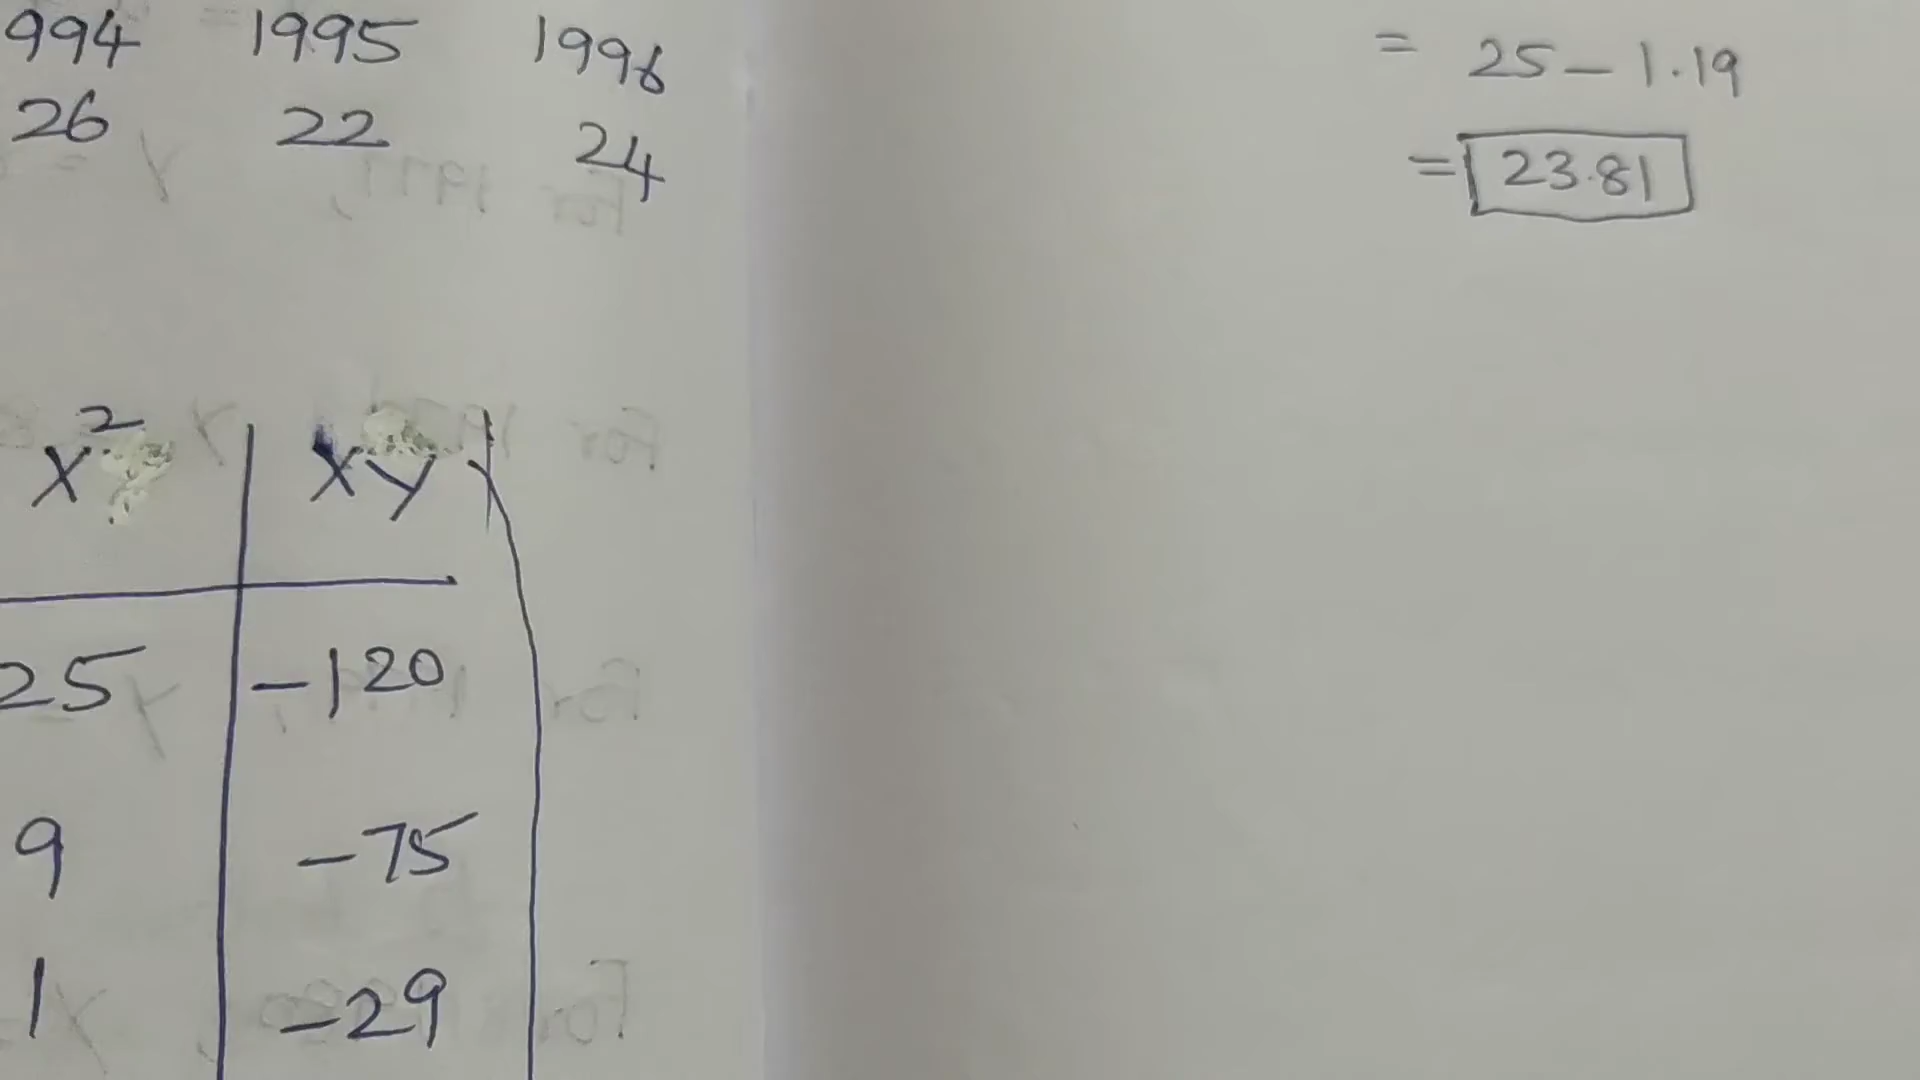 994 1995 1996
26 22 24
X² XY
25 -120
9 -75
1 -29
= 25 - 1.19
= 23.81